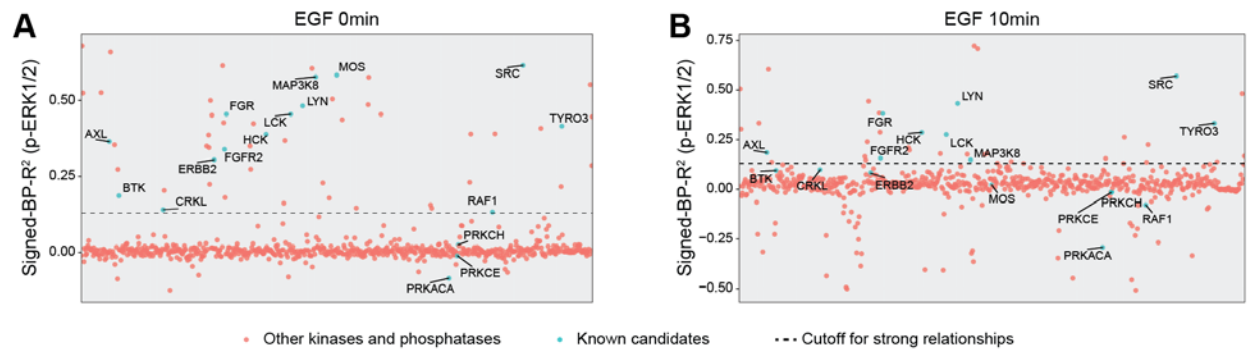 A
EGF 0min
Signed-BP-R² (p-ERK1/2)
0.50
0.25
0.00
MOS
SRC
MAP3K8
LYN
FGR
LCK
TYRO3
AXL
HCK
FGFR2
ERBB2
BTK
CRKL
RAF1
PRKCH
PRKCE
PRKACA
B
EGF 10min
Signed-BP-R² (p-ERK1/2)
0.75
0.50
0.25
0.00
−0.25
−0.50
SRC
LYN
FGR
TYRO3
HCK
LCK
AXL
FGFR2
MAP3K8
BTK
CRKL
ERBB2
MOS
PRKCH
PRKCE
RAF1
PRKACA
Other kinases and phosphatases
Known candidates
Cutoff for strong relationships